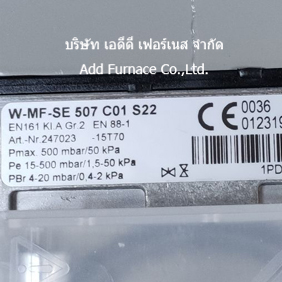 บริษัท เอดีดี เฟอร์เนส จำกัด
Add Furnace Co.,Ltd.
W-MF-SE 507 C01 S22
EN161 Kl.A Gr.2 EN 88-1
Art.-Nr.247023 -15T70
Pmax. 500 mbar/50 kPa
Pe 15-500 mbar/1,5-50 kPa
PBr 4-20 mbar/0,4-2 kPa
CE 0036
012319
1PD